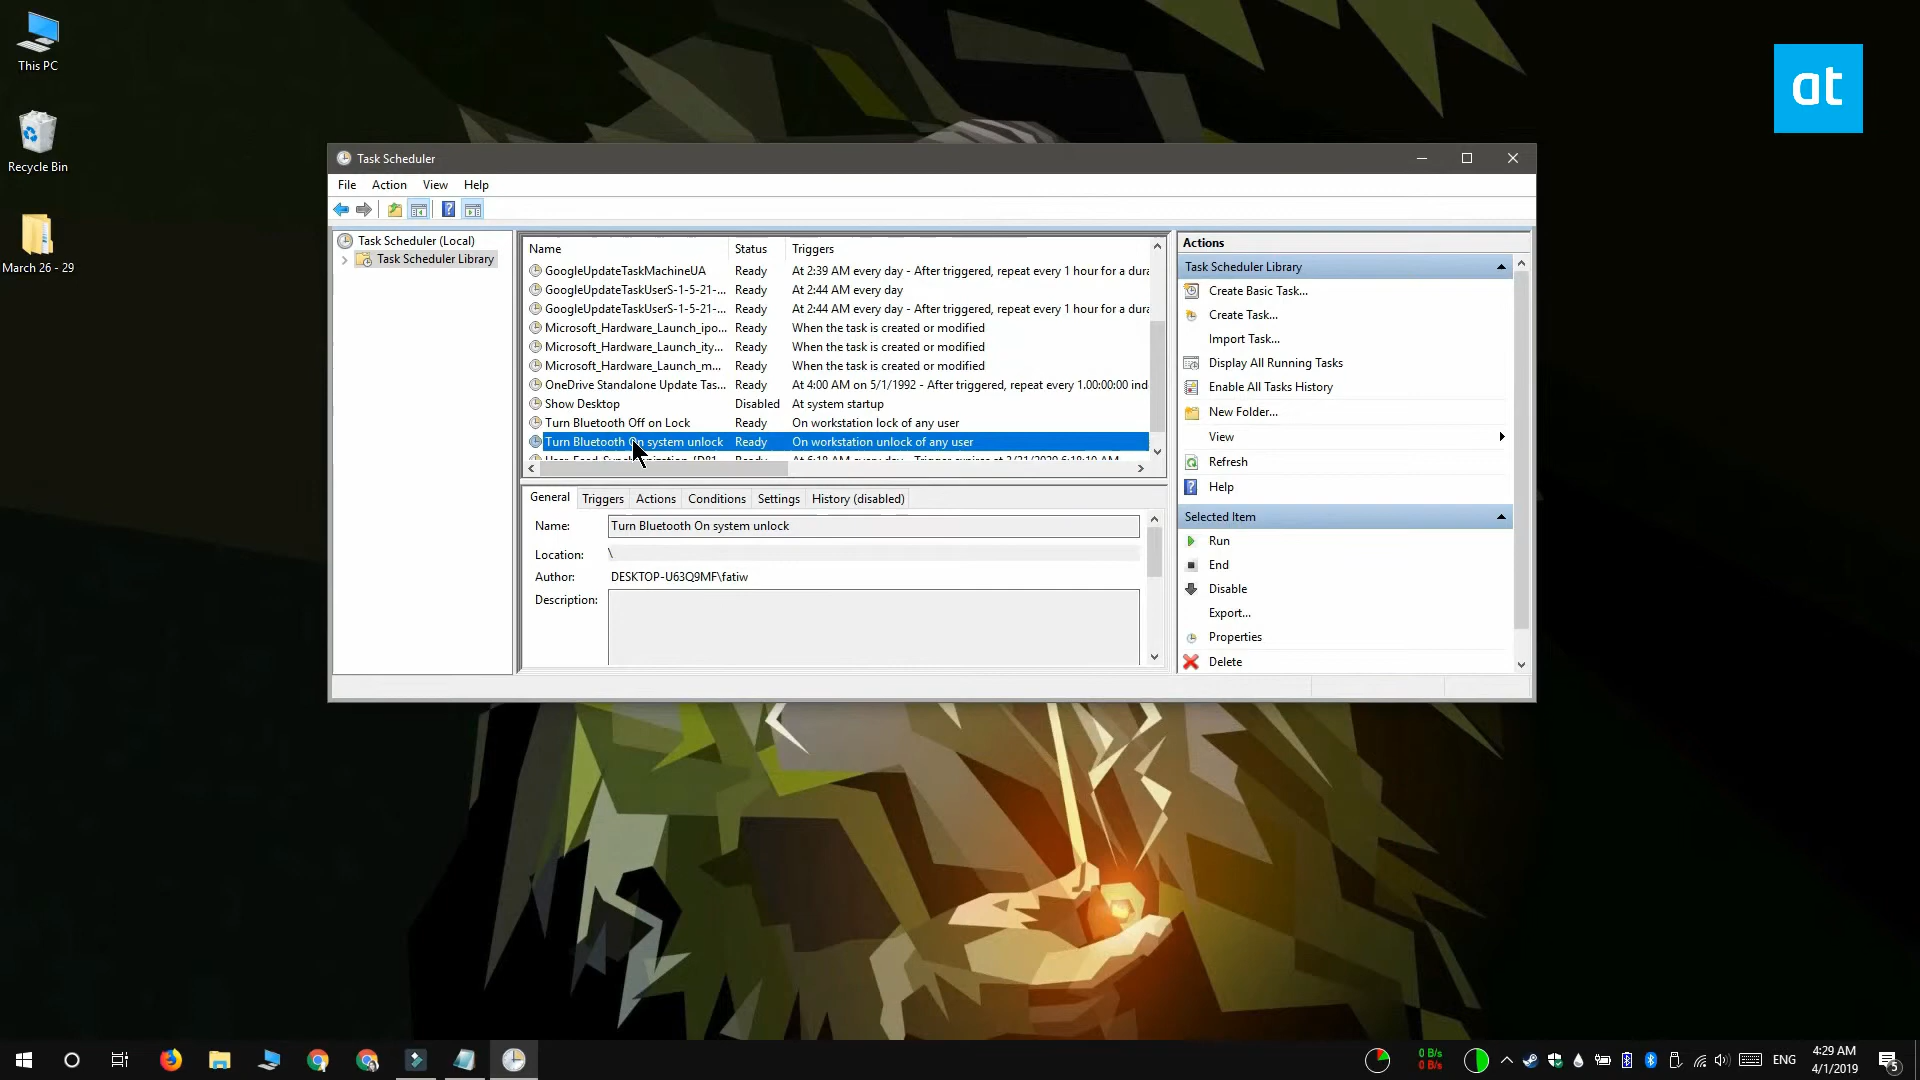 This PC
Recycle Bin
March 26 - 29
at
Task Scheduler
File Action View Help
Task Scheduler (Local)
Task Scheduler Library
Name Status Triggers
GoogleUpdateTaskMachineUA Ready At 2:39 AM every day - After triggered, repeat every 1 hour for a dura
GoogleUpdateTaskUserS-1-5-21-... Ready At 2:44 AM every day
GoogleUpdateTaskUserS-1-5-21-... Ready At 2:44 AM every day - After triggered, repeat every 1 hour for a dura
Microsoft_Hardware_Launch_ipo... Ready When the task is created or modified
Microsoft_Hardware_Launch_ity... Ready When the task is created or modified
Microsoft_Hardware_Launch_m... Ready When the task is created or modified
OneDrive Standalone Update Tas... Ready At 4:00 AM on 5/1/1992 - After triggered, repeat every 1.00:00:00 ind
Show Desktop Disabled At system startup
Turn Bluetooth Off on Lock Ready On workstation lock of any user
Turn Bluetooth On system unlock Ready On workstation unlock of any user
General Triggers Actions Conditions Settings History (disabled)
Name: Turn Bluetooth On system unlock
Location: \
Author: DESKTOP-U63Q9MF\fatiw
Description:
Actions
Task Scheduler Library
Create Basic Task...
Create Task...
Import Task...
Display All Running Tasks
Enable All Tasks History
New Folder...
View
Refresh
Help
Selected Item
Run
End
Disable
Export...
Properties
Delete
0 B/s
0 B/s
ENG
4:29 AM
4/1/2019
5